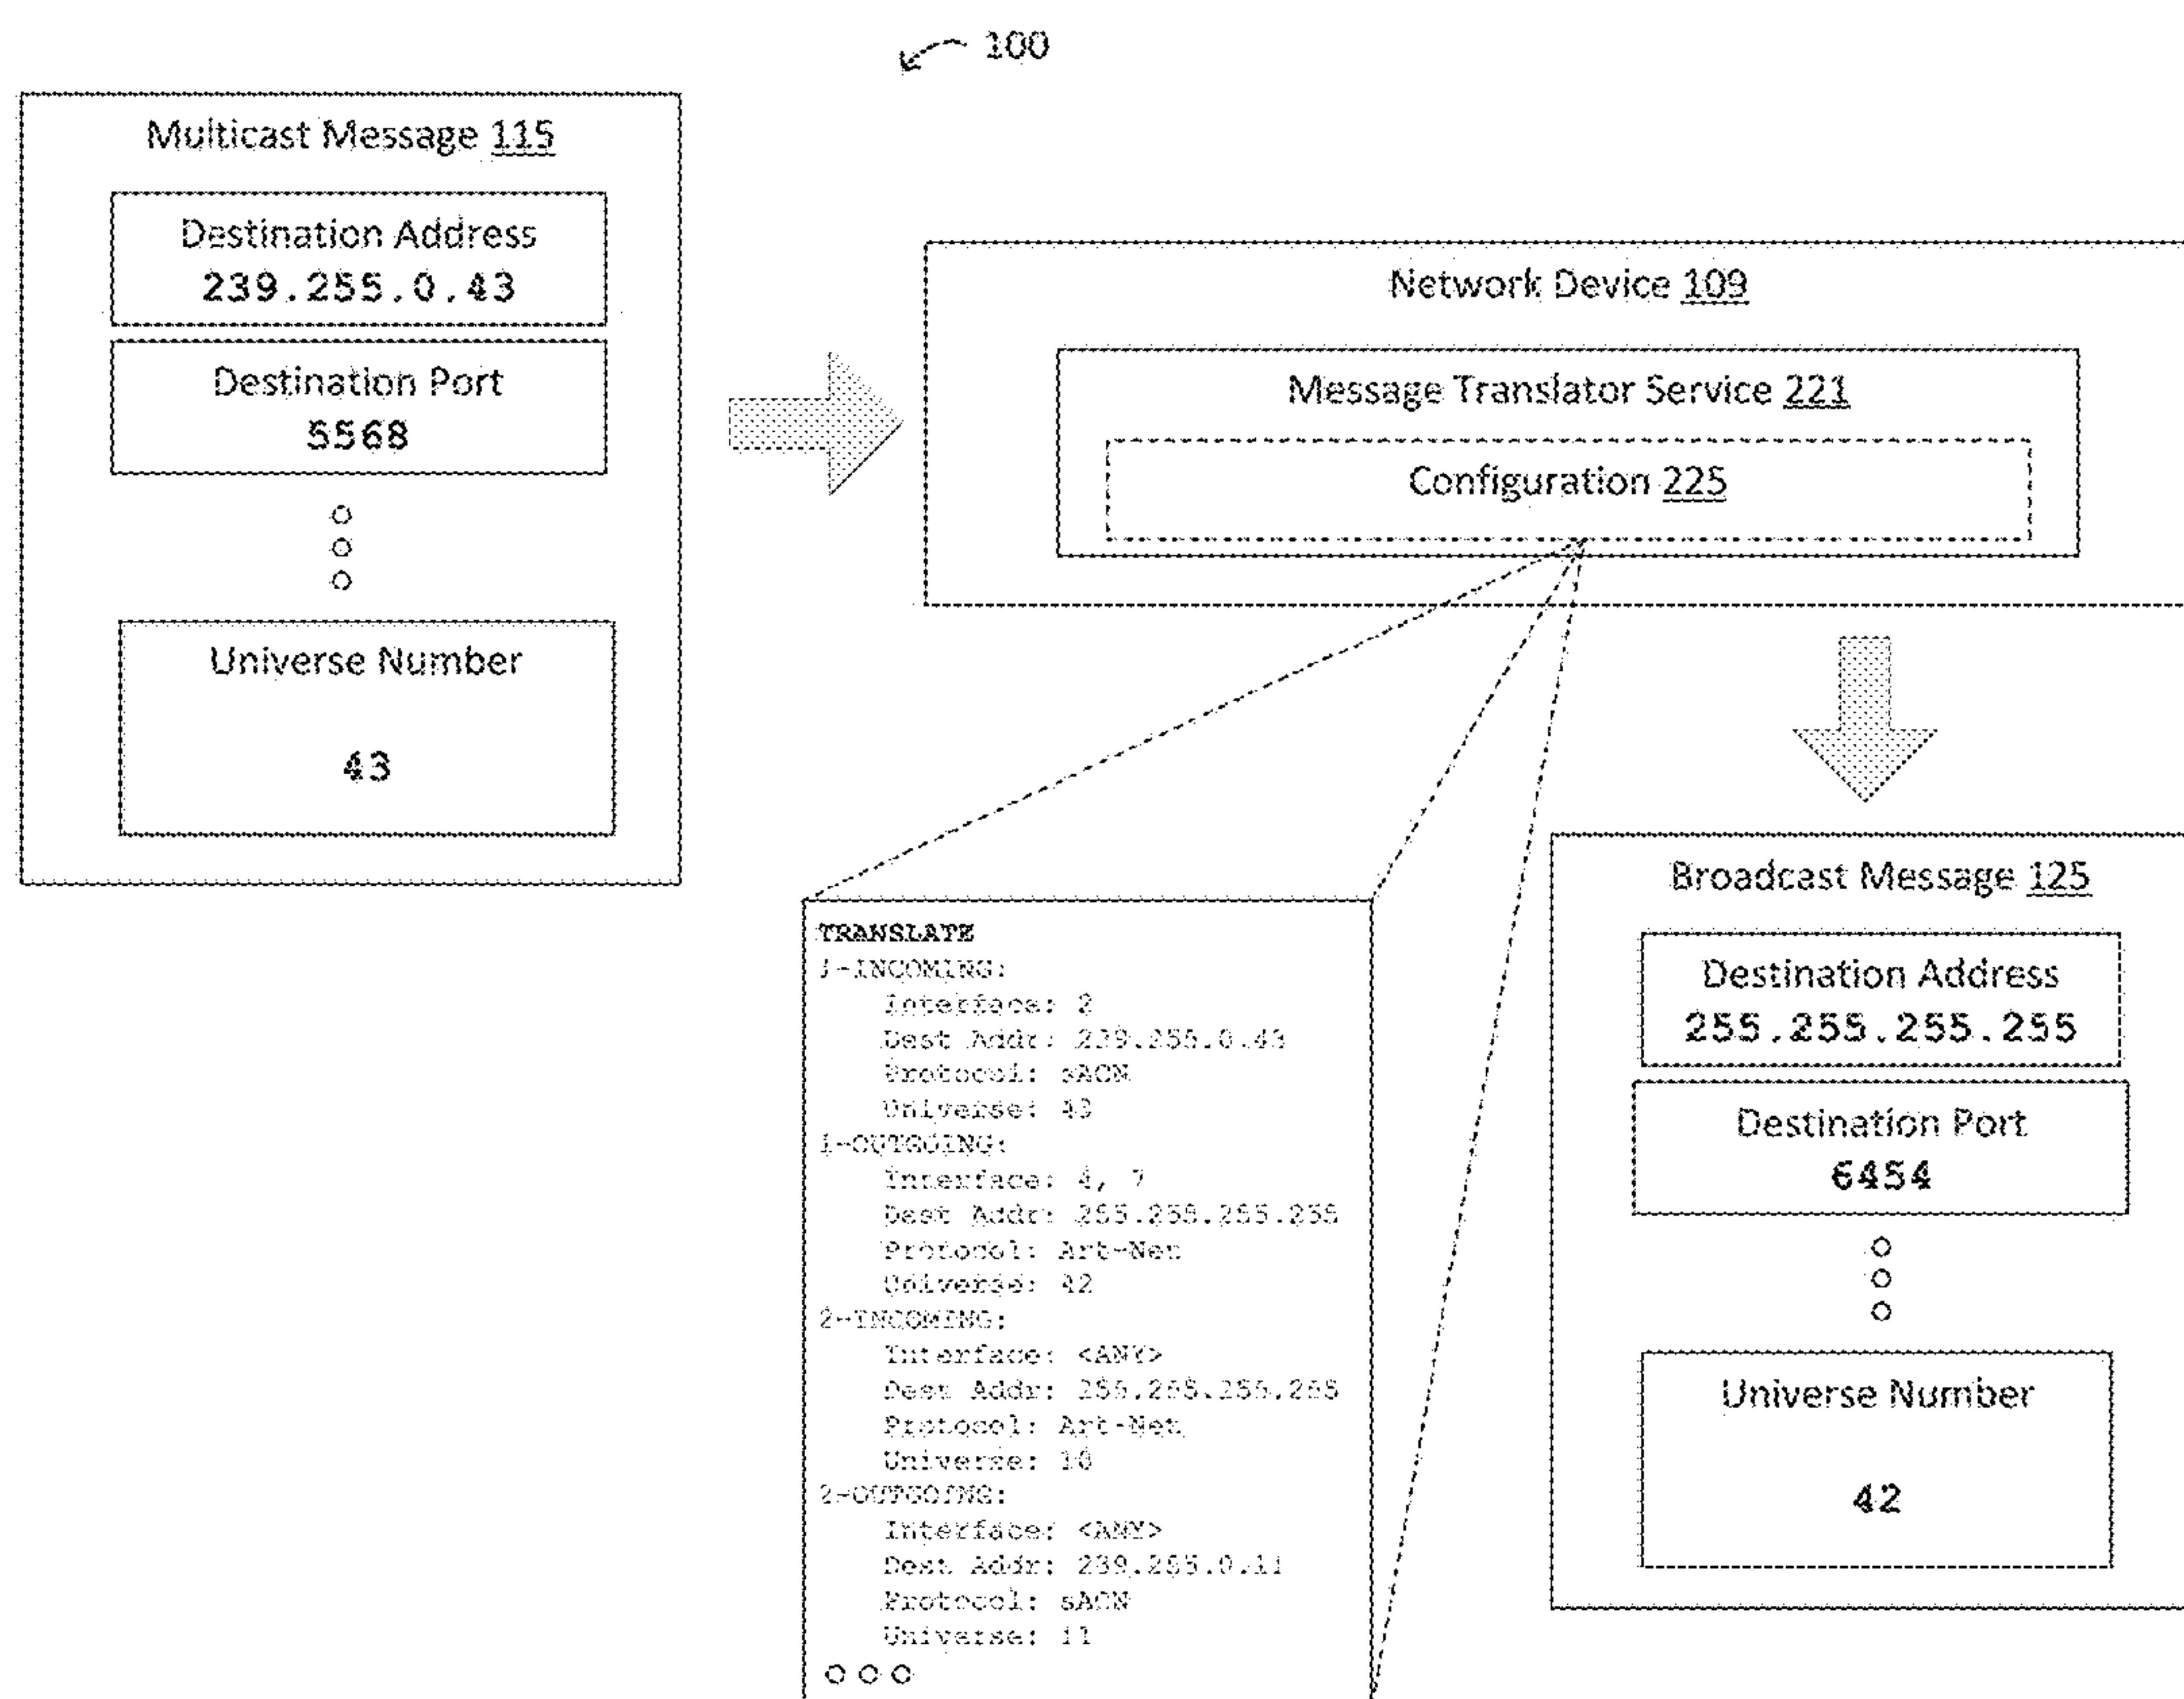 100
Multicast Message 115
Destination Address
239.255.0.43
Destination Port
5568
Universe Number
43
Network Device 109
Message Translator Service 221
Configuration 225
TRANSLATE
1-INCOMING:
Interface: 2
Dest Addr: 239.255.0.43
Protocol: sACN
Universe: 43
1-OUTGOING:
Interface: 4, 7
Dest Addr: 255.255.255.255
Protocol: Art-Net
Universe: 42
2-INCOMING:
Interface: <ANY>
Dest Addr: 255.255.255.255
Protocol: Art-Net
Universe: 10
2-OUTGOING:
Interface: <ANY>
Dest Addr: 239.255.0.11
Protocol: sACN
Universe: 11
Broadcast Message 125
Destination Address
255.255.255.255
Destination Port
6454
Universe Number
42